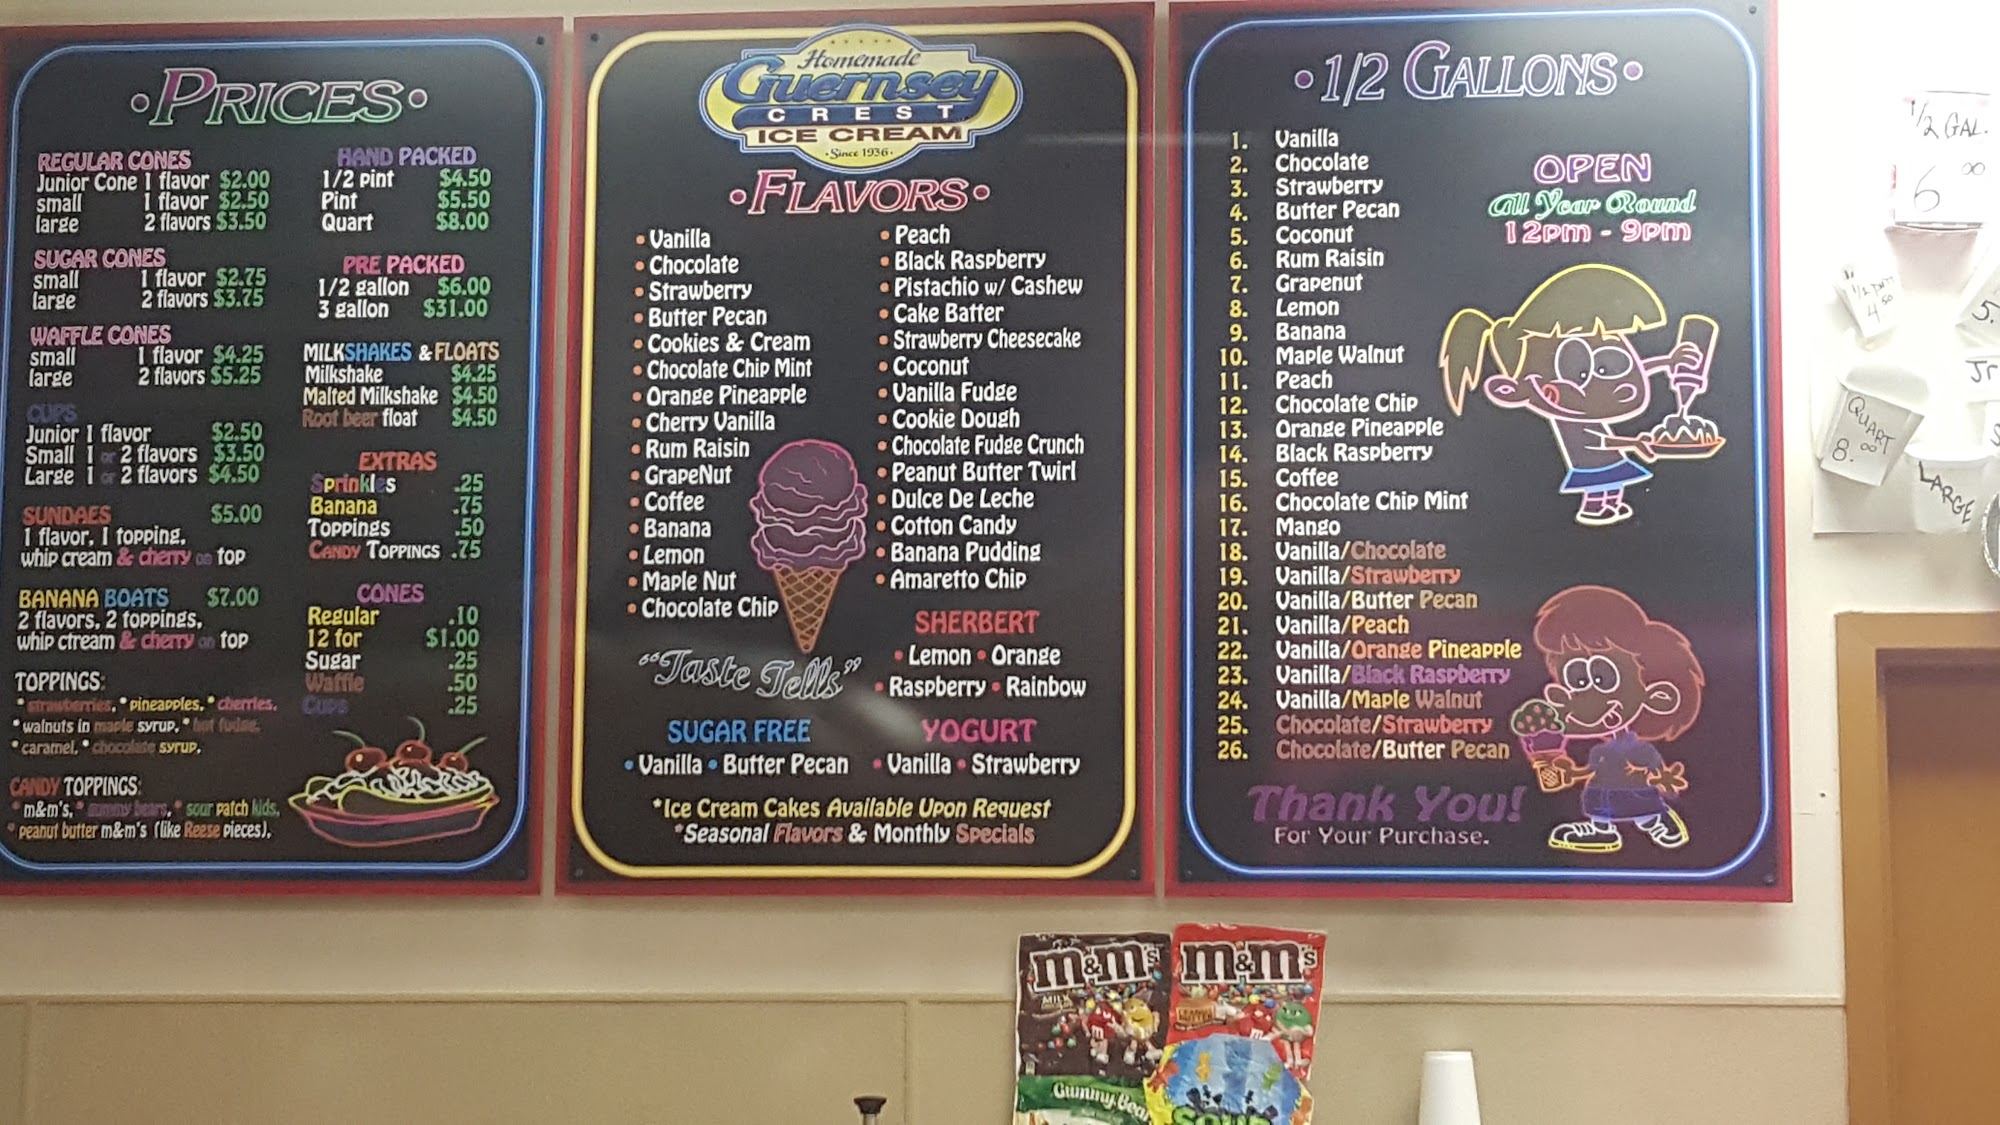 •PRICES•
REGULAR CONES
Junior Cone 1 flavor $2.00
small 1 flavor $2.50
large 2 flavors $3.50
SUGAR CONES
small 1 flavor $2.75
large 2 flavors $3.75
WAFFLE CONES
small 1 flavor $4.25
large 2 flavors $5.25
CUPS
Junior 1 flavor $2.50
Small 1 or 2 flavors $3.50
Large 1 or 2 flavors $4.50
SUNDAES $5.00
1 flavor, 1 topping,
whip cream & cherry on top
BANANA BOATS $7.00
2 flavors, 2 toppings,
whip ctream & cherry on top
TOPPINGS:
*strawberries, *pineapples, *cherries,
*walnuts in maple syrup, *hot fudge,
*caramel, *chocolate syrup,
CANDY TOPPINGS:
*m&m's, *gummy bears, *sour patch kids,
*peanut butter m&m's (like Reese pieces),
HAND PACKED
1/2 pint $4.50
Pint $5.50
Quart $8.00
PRE PACKED
1/2 gallon $6.00
3 gallon $31.00
MILKSHAKES & FLOATS
Milkshake $4.25
Malted Milkshake $4.50
Root beer float $4.50
EXTRAS
Sprinkles .25
Banana .75
Toppings .50
CANDY TOPPINGS .75
CONES
Regular .10
12 for $1.00
Sugar .25
Waffle .50
Cups .25
Homemade
Guernsey
CREST
ICE CREAM
•Since 1936•
•FLAVORS•
• Vanilla
• Chocolate
• Strawberry
• Butter Pecan
• Cookies & Cream
• Chocolate Chip Mint
• Orange Pineapple
• Cherry Vanilla
• Rum Raisin
• GrapeNut
• Coffee
• Banana
• Lemon
• Maple Nut
• Chocolate Chip
• Peach
• Black Raspberry
• Pistachio w/ Cashew
• Cake Batter
• Strawberry Cheesecake
• Coconut
• Vanilla Fudge
• Cookie Dough
• Chocolate Fudge Crunch
• Peanut Butter Twirl
• Dulce De Leche
• Cotton Candy
• Banana Pudding
• Amaretto Chip
"Taste Tells"
SHERBERT
• Lemon • Orange
• Raspberry • Rainbow
SUGAR FREE
• Vanilla • Butter Pecan
YOGURT
• Vanilla • Strawberry
*Ice Cream Cakes Available Upon Request
*Seasonal Flavors & Monthly Specials
•1/2 GALLONS•
1. Vanilla
2. Chocolate
3. Strawberry
4. Butter Pecan
5. Coconut
6. Rum Raisin
7. Grapenut
8. Lemon
9. Banana
10. Maple Walnut
11. Peach
12. Chocolate Chip
13. Orange Pineapple
14. Black Raspberry
15. Coffee
16. Chocolate Chip Mint
17. Mango
18. Vanilla/Chocolate
19. Vanilla/Strawberry
20. Vanilla/Butter Pecan
21. Vanilla/Peach
22. Vanilla/Orange Pineapple
23. Vanilla/Black Raspberry
24. Vanilla/Maple Walnut
25. Chocolate/Strawberry
26. Chocolate/Butter Pecan
OPEN
All Year Round
12pm - 9pm
Thank You!
For Your Purchase.
1/2 GAL.
6.00
4.50
5.
Jr
QUART
8.00
LARGE
m&m's
MILK
m&m's
Gummy Bea
SOUR